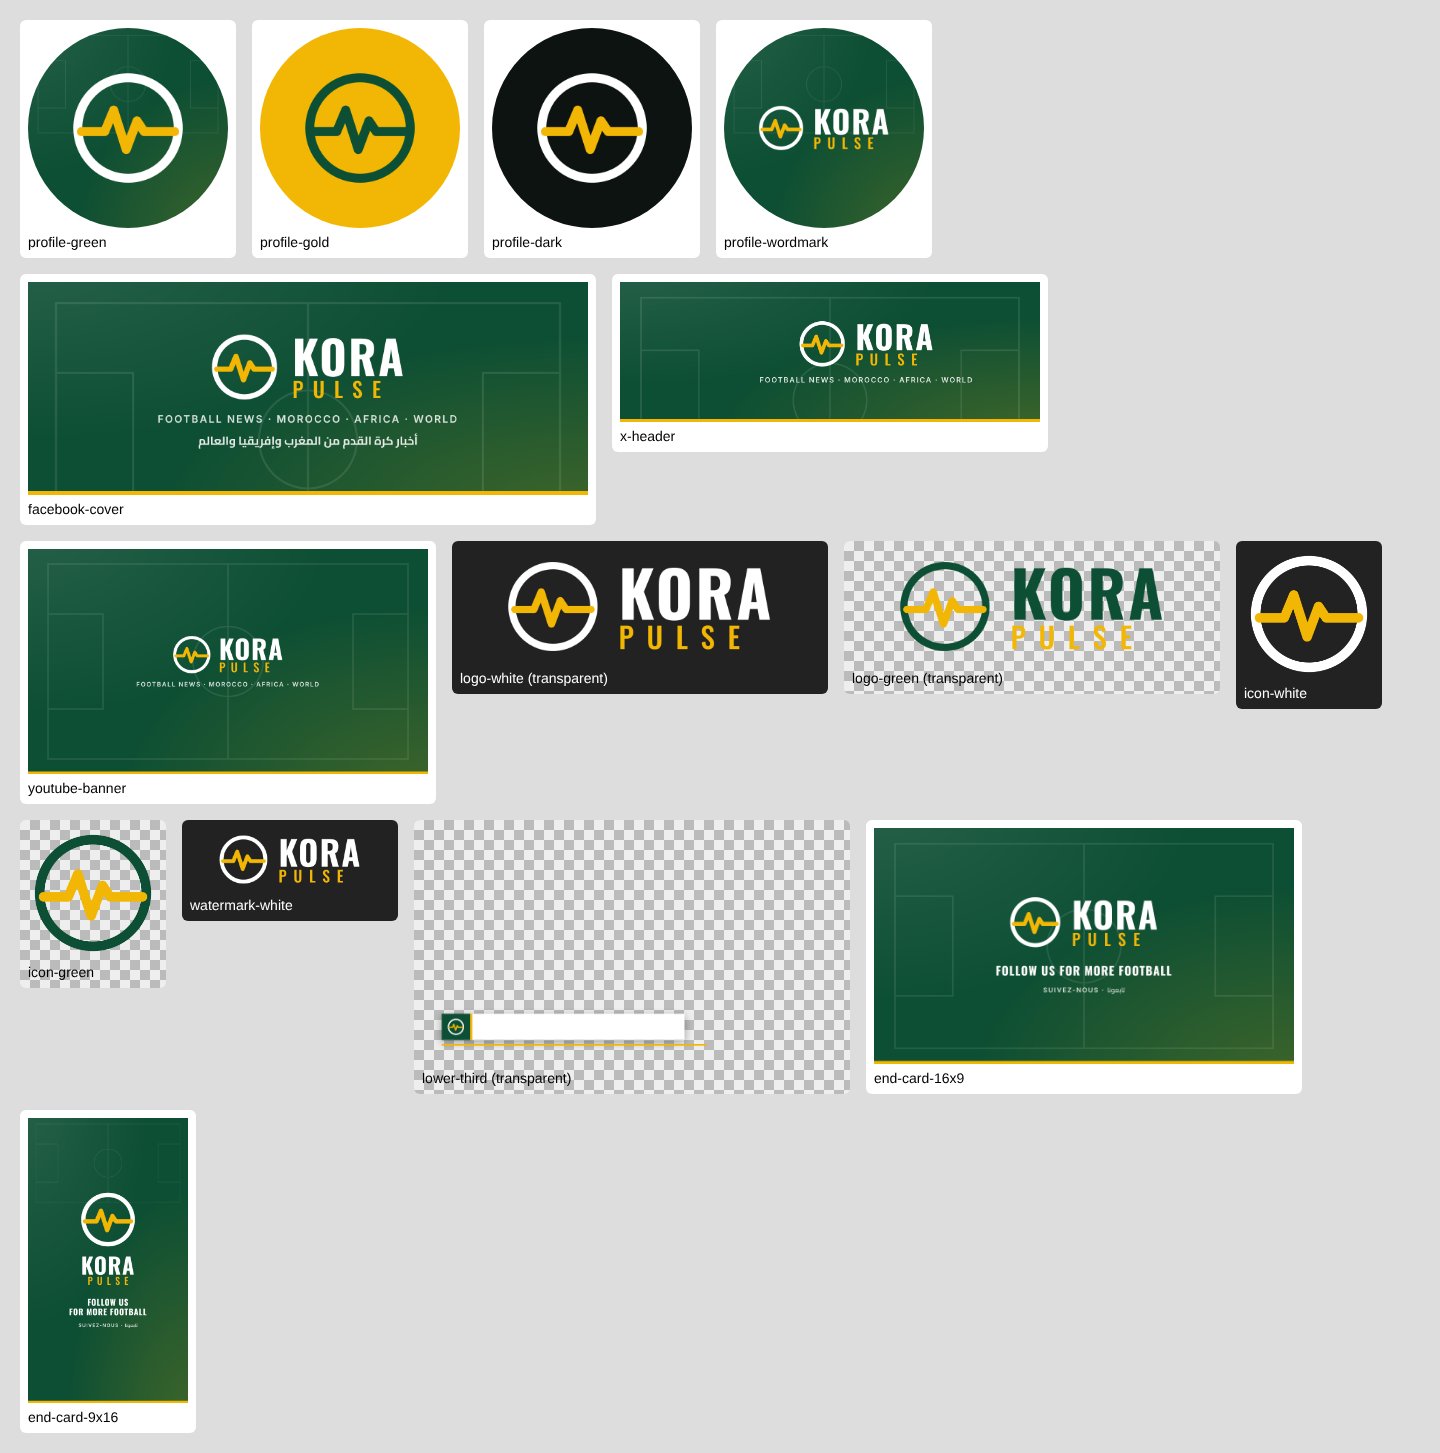 KORA
PULSE
profile-green
profile-gold
profile-dark
profile-wordmark
KORA
PULSE
FOOTBALL NEWS · MOROCCO · AFRICA · WORLD
أخبار كرة القدم من المغرب وإفريقيا والعالم
facebook-cover
KORA
PULSE
FOOTBALL NEWS · MOROCCO · AFRICA · WORLD
x-header
KORA
PULSE
FOOTBALL NEWS · MOROCCO · AFRICA · WORLD
youtube-banner
KORA
PULSE
logo-white (transparent)
KORA
PULSE
logo-green (transparent)
icon-white
icon-green
KORA
PULSE
watermark-white
lower-third (transparent)
KORA
PULSE
FOLLOW US FOR MORE FOOTBALL
SUIVEZ-NOUS ·
end-card-16x9
KORA
PULSE
FOLLOW US
FOR MORE FOOTBALL
SUIVEZ-NOUS ·
end-card-9x16